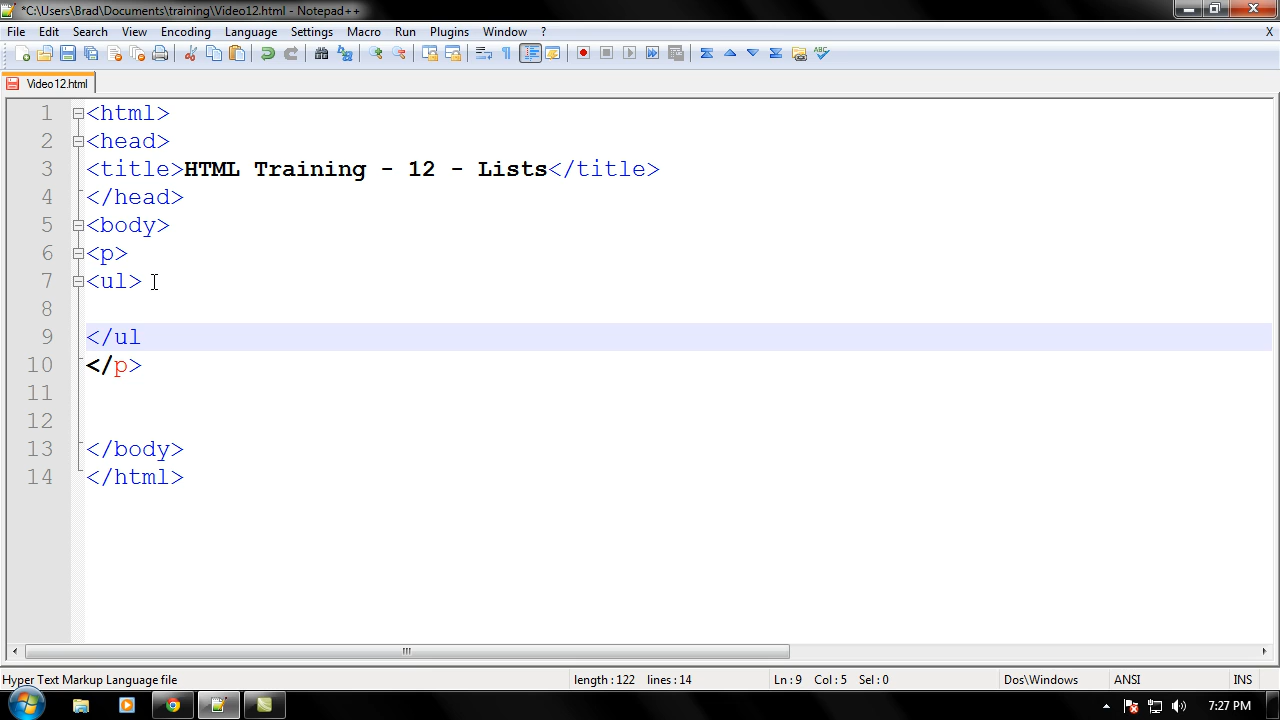 *C:\Users\Brad\Documents\training\Video12.html - Notepad++
File Edit Search View Encoding Language Settings Macro Run Plugins Window ? X
Video12.html
1 <html>
2 <head>
3 <title>HTML Training - 12 - Lists</title>
4 </head>
5 <body>
6 <p>
7 <ul>
8
9 </ul
10 </p>
11
12
13 </body>
14 </html>
Hyper Text Markup Language file length : 122 lines : 14 Ln : 9 Col : 5 Sel : 0 Dos\Windows ANSI INS
7:27 PM